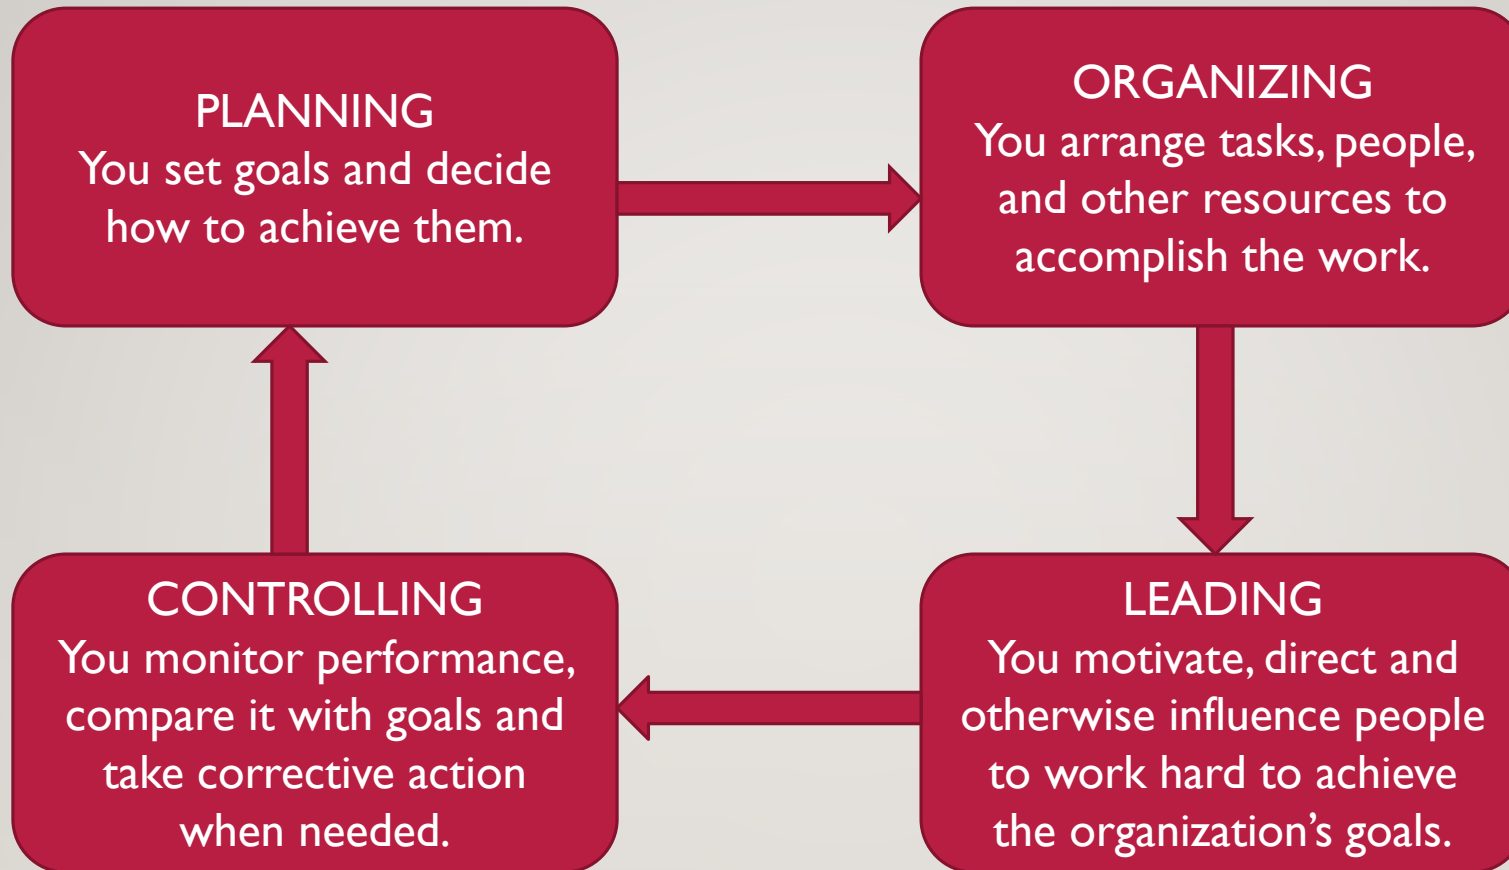 PLANNING
You set goals and decide
how to achieve them.
ORGANIZING
You arrange tasks, people,
and other resources to
accomplish the work.
CONTROLLING
You monitor performance,
compare it with goals and
take corrective action
when needed.
LEADING
You motivate, direct and
otherwise influence people
to work hard to achieve
the organization’s goals.